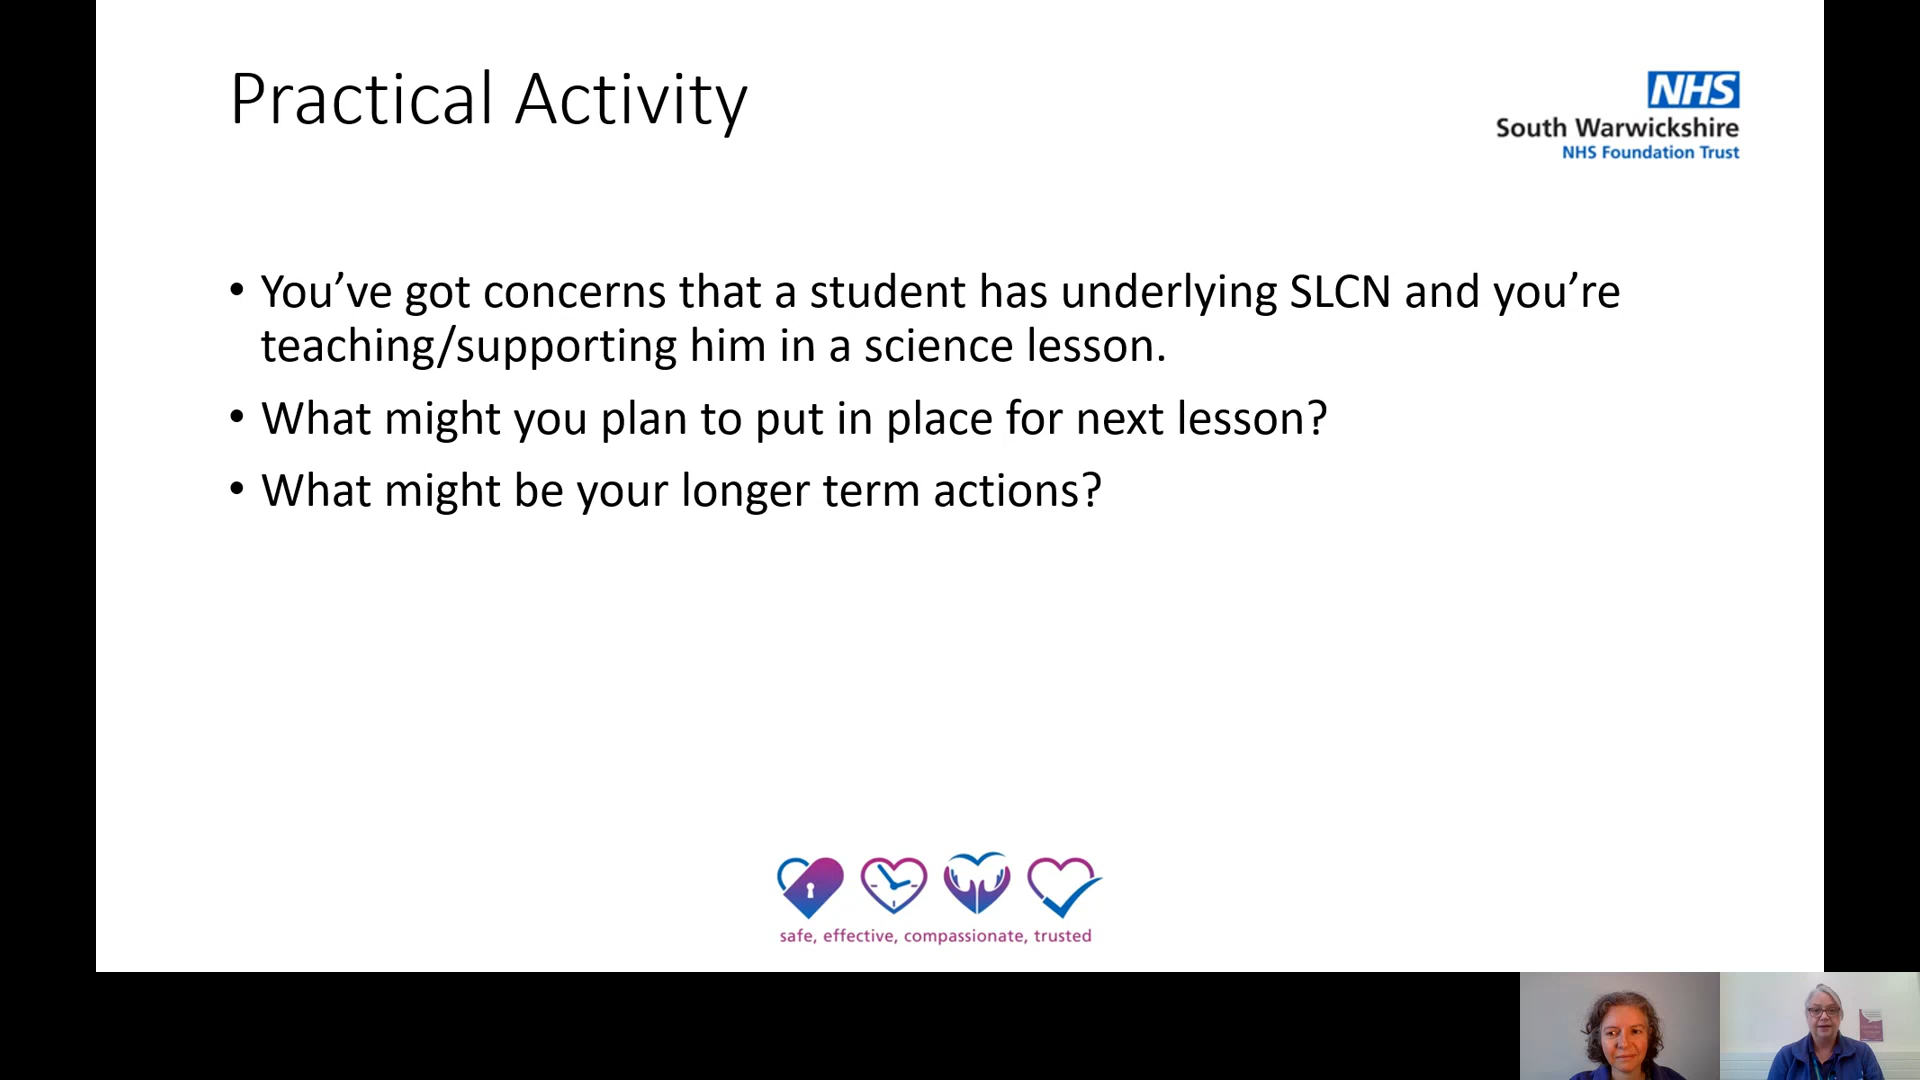 Practical Activity
NHS
South Warwickshire
NHS Foundation Trust
• You’ve got concerns that a student has underlying SLCN and you’re
teaching/supporting him in a science lesson.
• What might you plan to put in place for next lesson?
• What might be your longer term actions?
safe, effective, compassionate, trusted